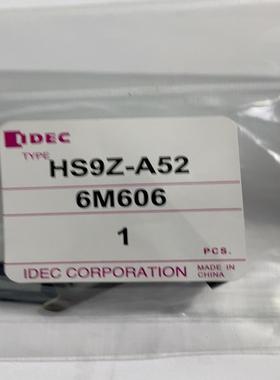 IDEC
TYPE
HS9Z-A52
6M606
1
PCS.
IDEC CORPORATION
MADE IN
CHINA